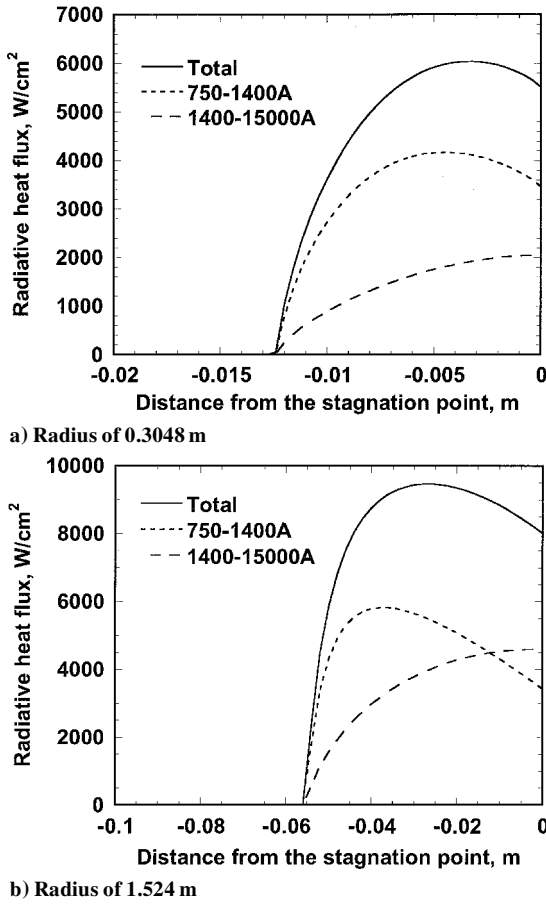 7000
6000
5000
4000
3000
2000
1000
0
Radiative heat flux, W/cm²
Total
750-1400A
1400-15000A
-0.02 -0.015 -0.01 -0.005 0
Distance from the stagnation point, m
a) Radius of 0.3048 m
10000
8000
6000
4000
2000
0
Radiative heat flux, W/cm²
Total
750-1400A
1400-15000A
-0.1 -0.08 -0.06 -0.04 -0.02 0
Distance from the stagnation point, m
b) Radius of 1.524 m